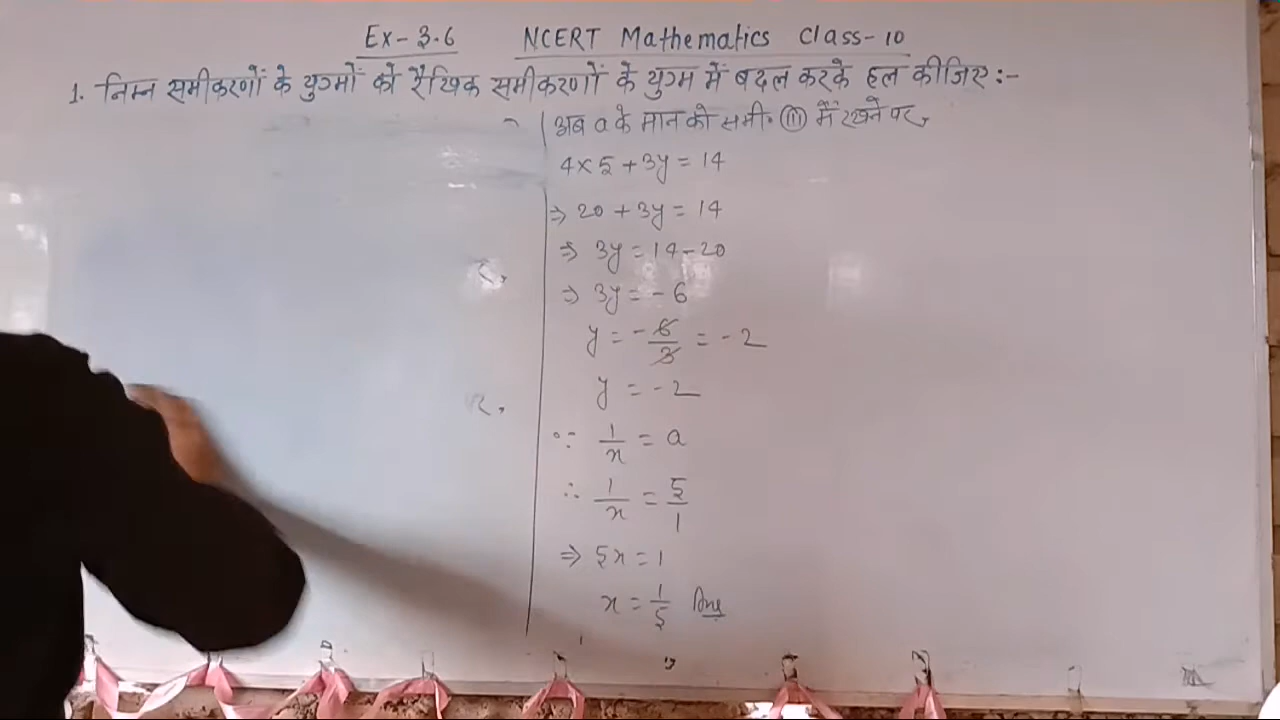 Ex-3.6 NCERT Mathematics Class-10
1. निम्न समीकरणों के युग्मों को रैखिक समीकरणों के युग्म में बदल करके हल कीजिए:-
अब a के मान को समी. (III) में रखने पर,
4×5+3y=14
⇒ 20+3y=14
⇒ 3y=14-20
⇒ 3y=-6
y=-6/3=-2
y=-2
∵ 1/x=a
∴ 1/x=5/1
⇒ 5x=1
x=1/5 Ans